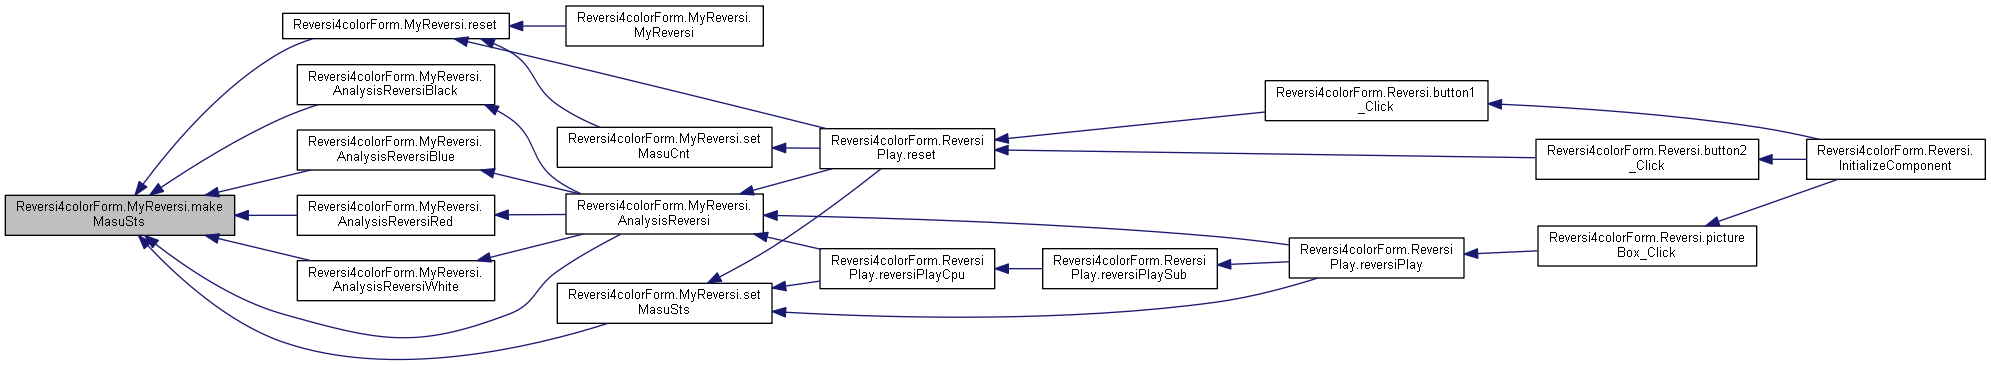 Reversi4colorForm.MyReversi.make
MasuSts
Reversi4colorForm.MyReversi.reset
Reversi4colorForm.MyReversi.
AnalysisReversiBlack
Reversi4colorForm.MyReversi.
AnalysisReversiBlue
Reversi4colorForm.MyReversi.
AnalysisReversiRed
Reversi4colorForm.MyReversi.
AnalysisReversiWhite
Reversi4colorForm.MyReversi.
MyReversi
Reversi4colorForm.MyReversi.set
MasuCnt
Reversi4colorForm.MyReversi.
AnalysisReversi
Reversi4colorForm.MyReversi.set
MasuSts
Reversi4colorForm.Reversi
Play.reset
Reversi4colorForm.Reversi
Play.reversiPlayCpu
Reversi4colorForm.Reversi
Play.reversiPlaySub
Reversi4colorForm.Reversi.button1
_Click
Reversi4colorForm.Reversi
Play.reversiPlay
Reversi4colorForm.Reversi.button2
_Click
Reversi4colorForm.Reversi.picture
Box_Click
Reversi4colorForm.Reversi.
InitializeComponent